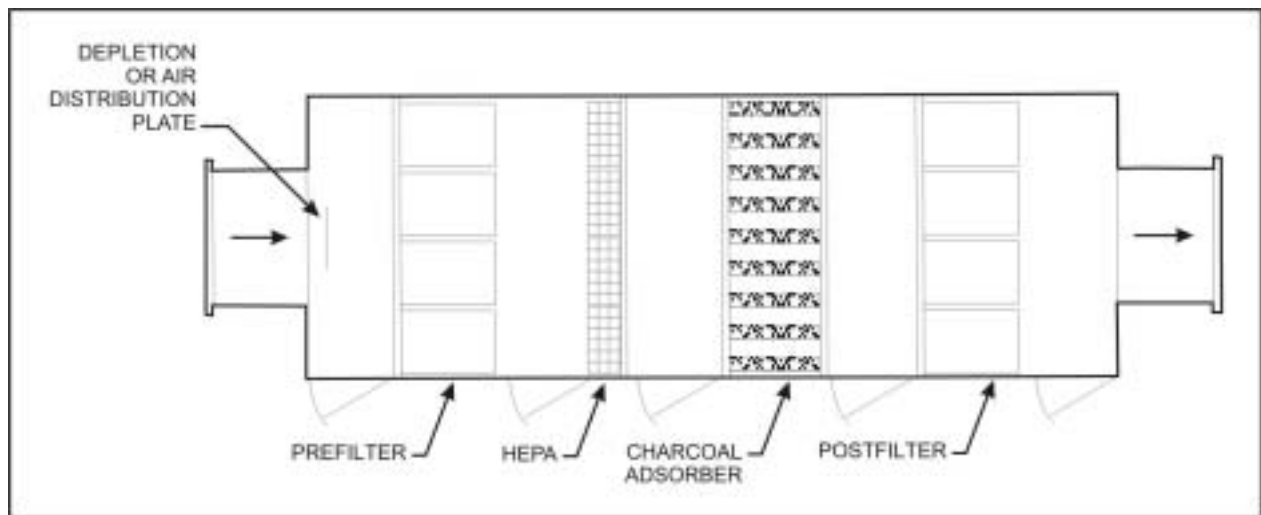 DEPLETION
OR AIR
DISTRIBUTION
PLATE
PREFILTER
HEPA
CHARCOAL
ADSORBER
POSTFILTER